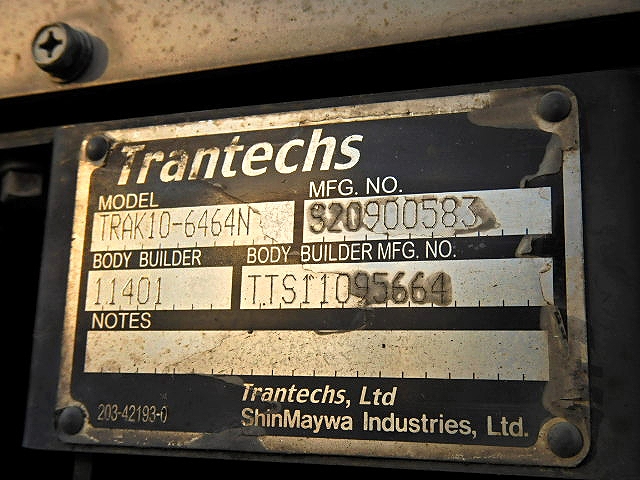 Trantechs
MODEL MFG. NO.
TRAK10-6464N S20900583
BODY BUILDER BODY BUILDER MFG. NO.
11401 TTS11095664
NOTES
Trantechs, Ltd
203-42193-0 ShinMaywa Industries, Ltd.